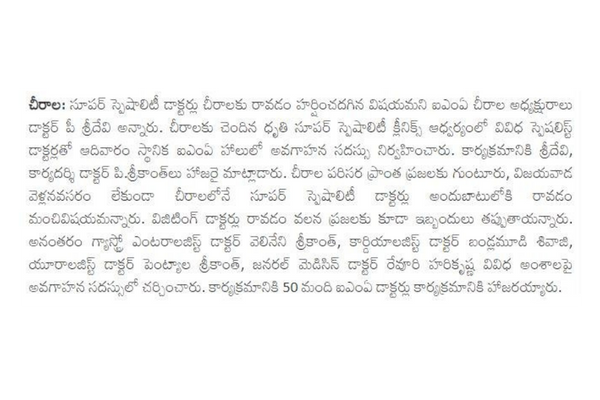 చీరాల: సూపర్ స్పెషాలిటీ డాక్టర్లు చీరాలకు రావడం హర్షించదగిన విషయమని ఐఎంఏ చీరాల అధ్యక్షురాలు
డాక్టర్ పీ శ్రీదేవి అన్నారు. చీరాలకు చెందిన ధృతి సూపర్ స్పెషాలిటీ క్లీనిక్స్ ఆధ్వర్యంలో వివిధ స్పెషలిస్ట్
డాక్టర్లతో ఆదివారం స్థానిక ఐఎంఏ హాలులో అవగాహన సదస్సు నిర్వహించారు. కార్యక్రమానికి శ్రీదేవి,
కార్యదర్శి డాక్టర్ పి.శ్రీకాంత్‌లు హాజరై మాట్లాడారు. చీరాల పరిసర ప్రాంత ప్రజలకు గుంటూరు, విజయవాడ
వెళ్లనవసరం లేకుండా చీరాలలోనే సూపర్ స్పెషాలిటీ డాక్టర్లు అందుబాటులోకి రావడం
మంచివిషయమన్నారు. విజిటింగ్ డాక్టర్లు రావడం వలన ప్రజలకు కూడా ఇబ్బందులు తప్పుతాయన్నారు.
అనంతరం గ్యాస్ట్రో ఎంటరాలజిస్ట్ డాక్టర్ వెలినేని శ్రీకాంత్, కార్డియాలజిస్ట్ డాక్టర్ బండ్లమూడి శివాజి,
యూరాలజిస్ట్ డాక్టర్ పెంట్యాల శ్రీకాంత్, జనరల్ మెడిసిన్ డాక్టర్ రేవూరి హరికృష్ణ వివిధ అంశాలపై
అవగాహన సదస్సులో చర్చించారు. కార్యక్రమానికి 50 మంది ఐఎంఏ డాక్టర్లు కార్యక్రమానికి హాజరయ్యారు.